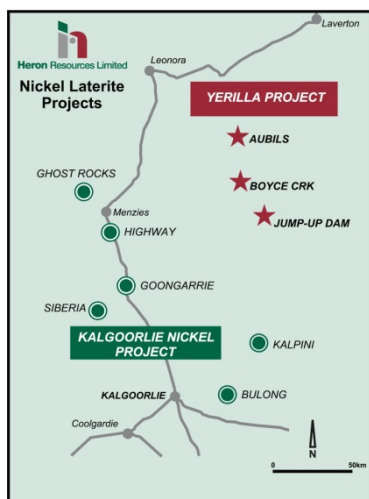 Heron Resources Limited
Nickel Laterite
Projects
Laverton
Leonora
YERILLA PROJECT
AUBILS
GHOST ROCKS
BOYCE CRK
Menzies
JUMP-UP DAM
HIGHWAY
GOONGARRIE
SIBERIA
KALGOORLIE NICKEL
PROJECT
KALPINI
KALGOORLIE
BULONG
Coolgardie
N
0
50km